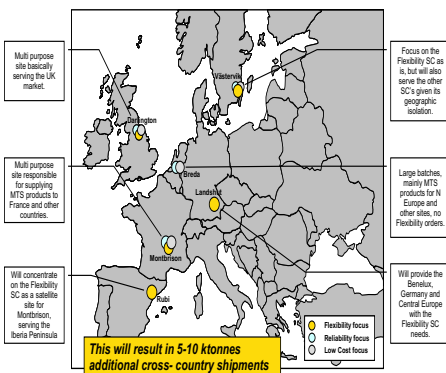 Multi purpose
site basically
serving the UK
market.
Multi purpose
site responsible
for supplying
MTS products to
France and other
countries.
Will concentrate
on the Flexibility
SC as a satellite
site for
Montbrison,
serving the
Iberia Peninsula
Västervik
Darlington
Breda
Landshut
Montbrison
Rubi
Focus on the
Flexibility SC as
is, but will also
serve the other
SC's given its
geographic
isolation.
Large batches,
mainly MTS
products for N
Europe and
other sites, no
Flexibility orders.
Will provide the
Benelux,
Germany and
Central Europe
with the
Flexibility SC
needs.
Flexibility focus
Reliability focus
Low Cost focus
This will result in 5-10 ktonnes
additional cross- country shipments